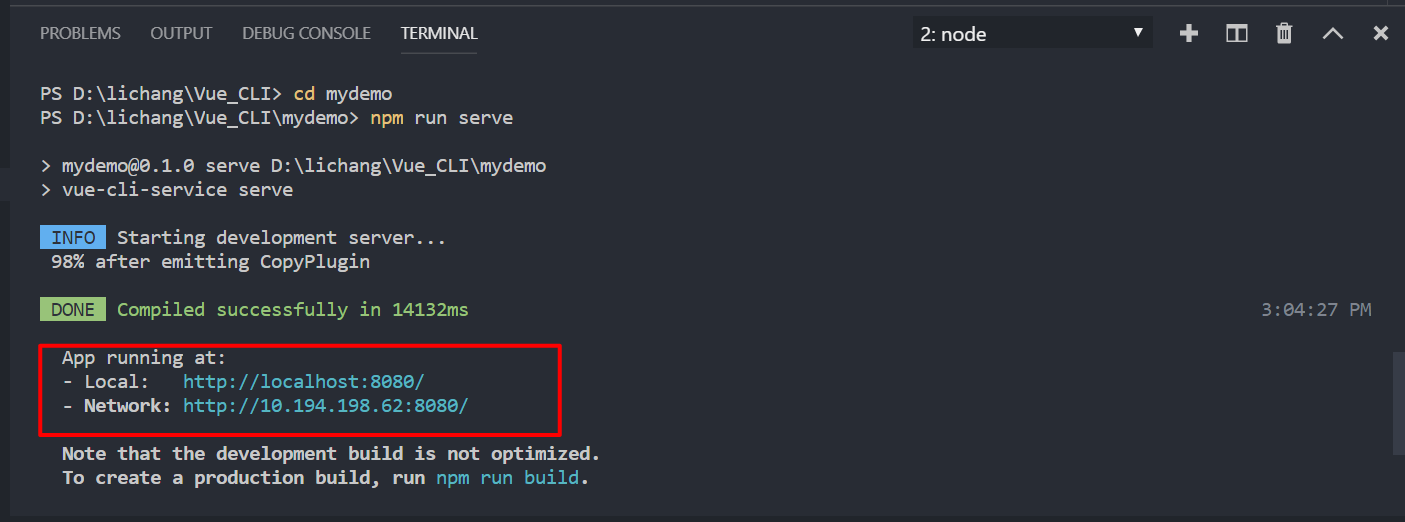 PROBLEMS OUTPUT DEBUG CONSOLE TERMINAL 2: node
PS D:\lichang\Vue_CLI> cd mydemo
PS D:\lichang\Vue_CLI\mydemo> npm run serve
> mydemo@0.1.0 serve D:\lichang\Vue_CLI\mydemo
> vue-cli-service serve
INFO Starting development server...
98% after emitting CopyPlugin
DONE Compiled successfully in 14132ms 3:04:27 PM
App running at:
- Local: http://localhost:8080/
- Network: http://10.194.198.62:8080/
Note that the development build is not optimized.
To create a production build, run npm run build.